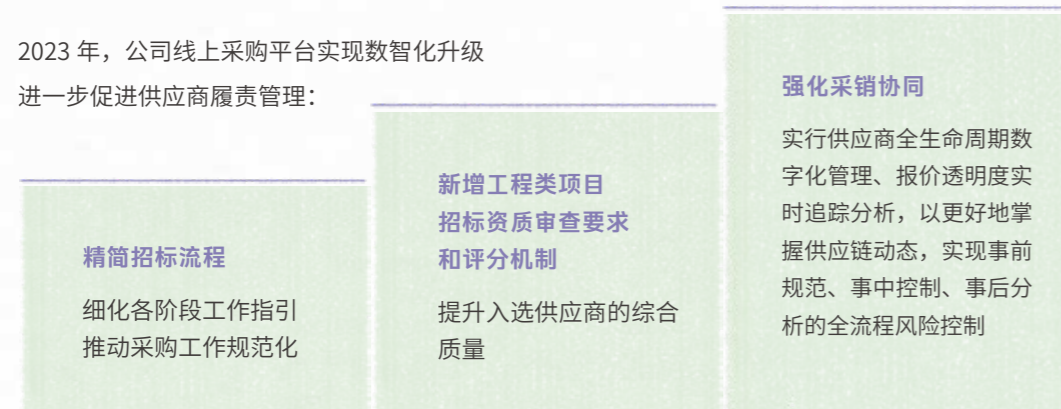 2023 年，公司线上采购平台实现数智化升级
进一步促进供应商履责管理：
精简招标流程
细化各阶段工作指引
推动采购工作规范化
新增工程类项目
招标资质审查要求
和评分机制
提升入选供应商的综合
质量
强化采销协同
实行供应商全生命周期数
字化管理、报价透明度实
时追踪分析，以更好地掌
握供应链动态，实现事前
规范、事中控制、事后分
析的全流程风险控制